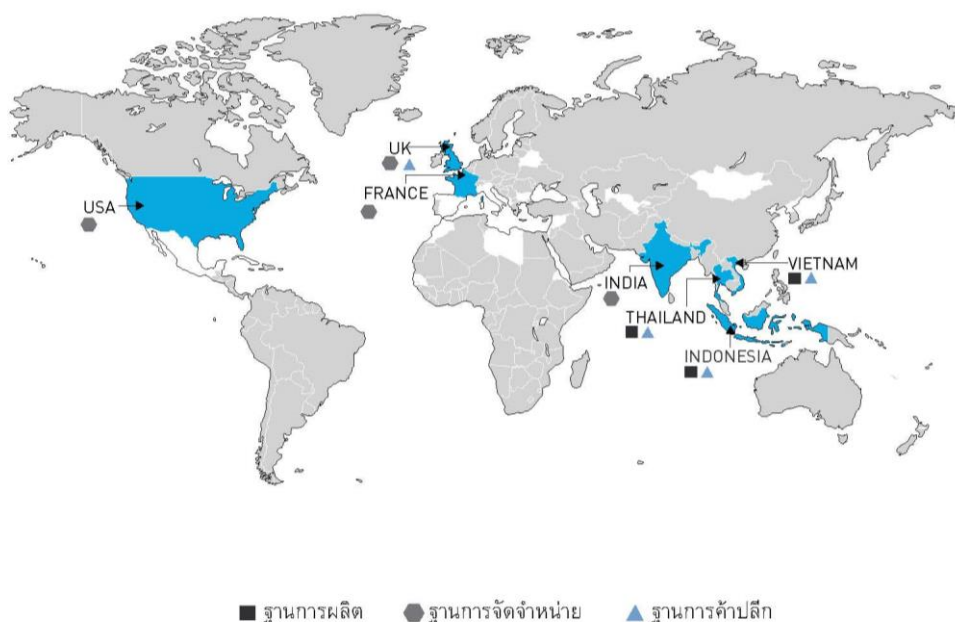 UK
FRANCE
USA
INDIA
VIETNAM
THAILAND
INDONESIA
ฐานการผลิต ฐานการจัดจำหน่าย ฐานการค้าปลีก